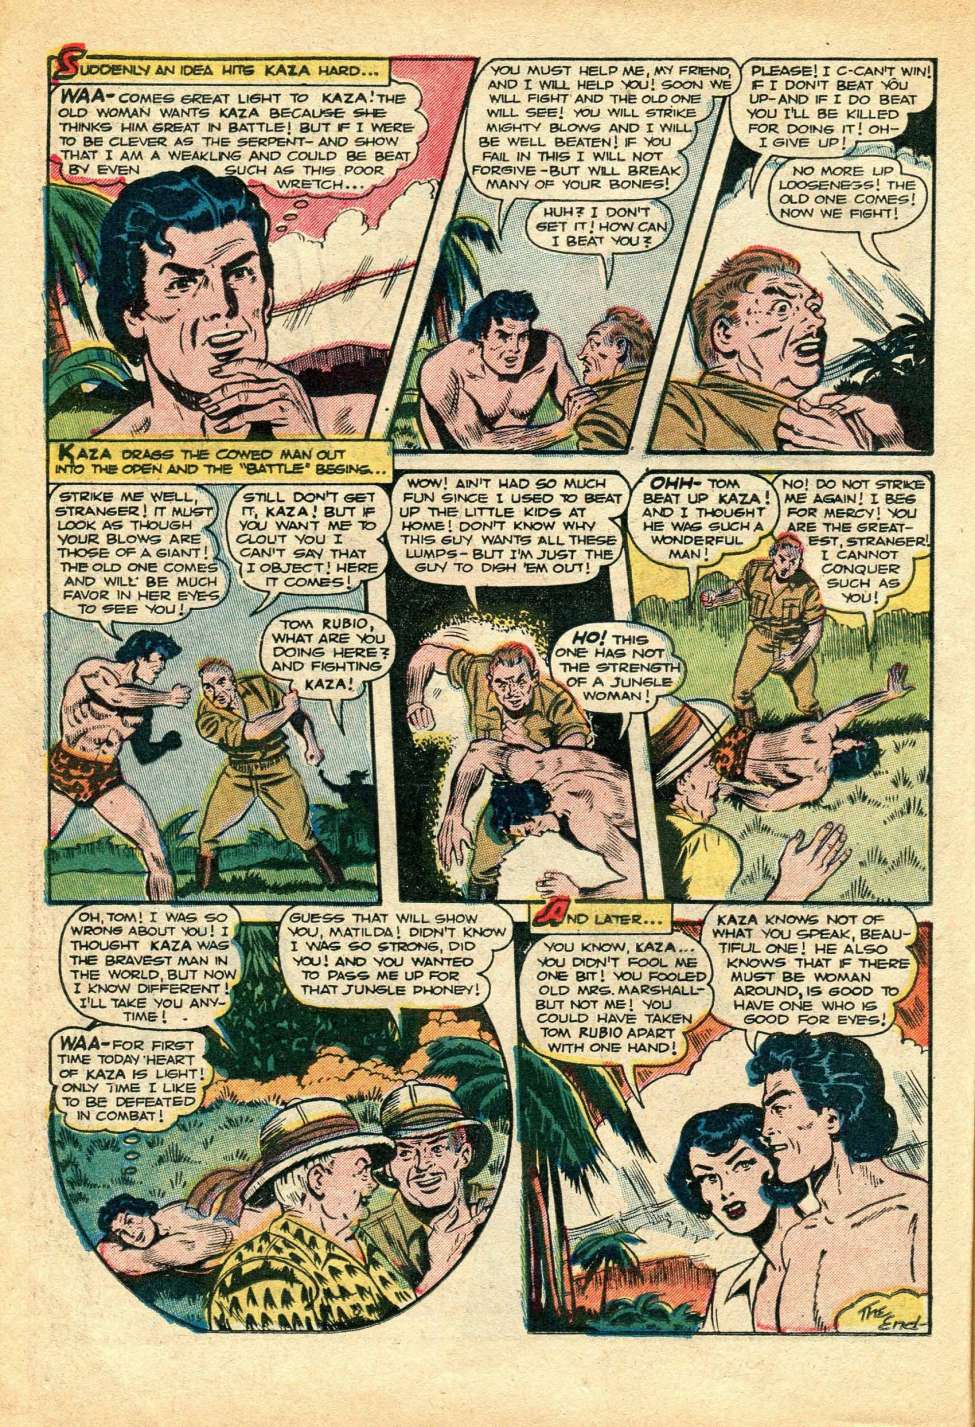 SUDDENLY AN IDEA HITS KAZA HARD...
WAA-COMES GREAT LIGHT TO KAZA! THE
OLD WOMAN WANTS KAZA BECAUSE SHE
THINKS HIM GREAT IN BATTLE! BUT IF I WERE
TO BE CLEVER AS THE SERPENT-AND SHOW
THAT I AM A WEAKLING AND COULD BE BEAT
BY EVEN SUCH AS THIS POOR
WRETCH...
YOU MUST HELP ME, MY FRIEND,
AND I WILL HELP YOU! SOON WE
WILL FIGHT AND THE OLD ONE
WILL SEE! YOU WILL STRIKE
MIGHTY BLOWS AND I WILL
BE WELL BEATEN! IF YOU
FAIL IN THIS I WILL NOT
FORGIVE-BUT WILL BREAK
MANY OF YOUR BONES!
HUH? I DON'T
GET IT! HOW CAN
I BEAT YOU?
PLEASE! I C-CAN'T WIN!
IF I DON'T BEAT YOU
UP-AND IF I DO BEAT
YOU I'LL BE KILLED
FOR DOING IT! OH-
I GIVE UP!
NO MORE LIP
LOOSENESS! THE
OLD ONE COMES!
NOW WE FIGHT!
KAZA DRAGS THE COWED MAN OUT
INTO THE OPEN AND THE "BATTLE" BEGINS...
STRIKE ME WELL,
STRANGER! IT MUST
LOOK AS THOUGH
YOUR BLOWS ARE
THOSE OF A GIANT!
THE OLD ONE COMES
AND WILL BE MUCH
FAVOR IN HER EYES
TO SEE YOU!
STILL DON'T GET
IT, KAZA! BUT IF
YOU WANT ME TO
CLOUT YOU I
CAN'T SAY THAT
I OBJECT! HERE
IT COMES!
TOM RUBIO,
WHAT ARE YOU
DOING HERE?
AND FIGHTING
KAZA!
WOW! AIN'T HAD SO MUCH
FUN SINCE I USED TO BEAT
UP THE LITTLE KIDS AT
HOME! DON'T KNOW WHY
THIS GUY WANTS ALL THESE
LUMPS-BUT I'M JUST THE
GUY TO DISH 'EM OUT!
HO! THIS
ONE HAS NOT
THE STRENGTH
OF A JUNGLE
WOMAN!
OHH-TOM
BEAT UP KAZA!
AND I THOUGHT
HE WAS SUCH A
WONDERFUL
MAN!
NO! DO NOT STRIKE
ME AGAIN! I BEG
FOR MERCY! YOU
ARE THE GREAT-
EST, STRANGER!
I CANNOT
CONQUER
SUCH AS
YOU!
OH, TOM! I WAS SO
WRONG ABOUT YOU! I
THOUGHT KAZA WAS
THE BRAVEST MAN IN
THE WORLD, BUT NOW
I KNOW DIFFERENT!
I'LL TAKE YOU ANY-
TIME!
GUESS THAT WILL SHOW
YOU, MATILDA! DIDN'T KNOW
I WAS SO STRONG, DID
YOU! AND YOU WANTED
TO PASS ME UP FOR
THAT JUNGLE PHONEY!
WAA-FOR FIRST
TIME TODAY HEART
OF KAZA IS LIGHT!
ONLY TIME I LIKE
TO BE DEFEATED
IN COMBAT!
AND LATER...
YOU KNOW, KAZA...
YOU DIDN'T FOOL ME
ONE BIT! YOU FOOLED
OLD MRS. MARSHALL-
BUT NOT ME! YOU
COULD HAVE TAKEN
TOM RUBIO APART
WITH ONE HAND!
KAZA KNOWS NOT OF
WHAT YOU SPEAK, BEAU-
TIFUL ONE! HE ALSO
KNOWS THAT IF THERE
MUST BE WOMAN
AROUND, IS GOOD TO
HAVE ONE WHO IS
GOOD FOR EYES!
THE
End-